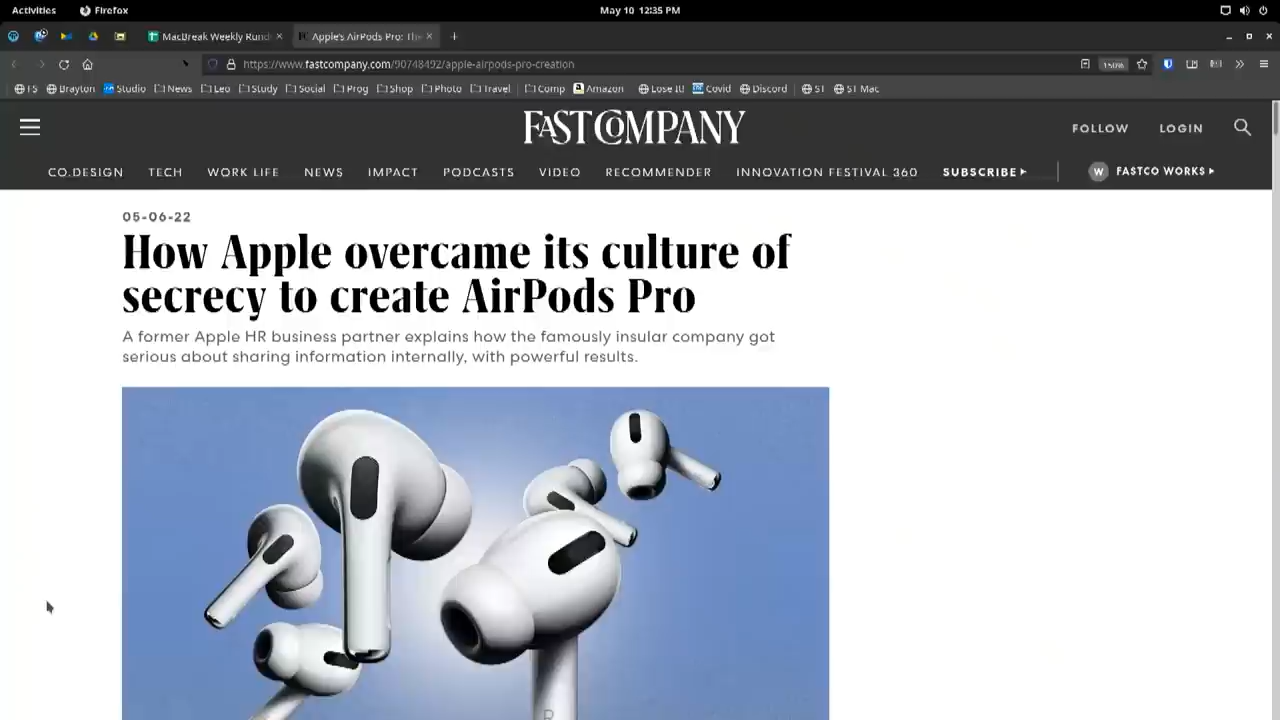 Activities
Firefox
May 10 12:35 PM
MacBreak Weekly Rund
Apple's AirPods Pro: The
https://www.fastcompany.com/90748492/apple-airpods-pro-creation
150%
FS
Brayton
Studio
News
Leo
Study
Social
Prog
Shop
Photo
Travel
Comp
Amazon
Lose It!
Covid
Discord
ST
ST Mac
FAST COMPANY
FOLLOW
LOGIN
CO.DESIGN
TECH
WORK LIFE
NEWS
IMPACT
PODCASTS
VIDEO
RECOMMENDER
INNOVATION FESTIVAL 360
SUBSCRIBE
W
FASTCO WORKS
05-06-22
How Apple overcame its culture of
secrecy to create AirPods Pro
A former Apple HR business partner explains how the famously insular company got
serious about sharing information internally, with powerful results.
R